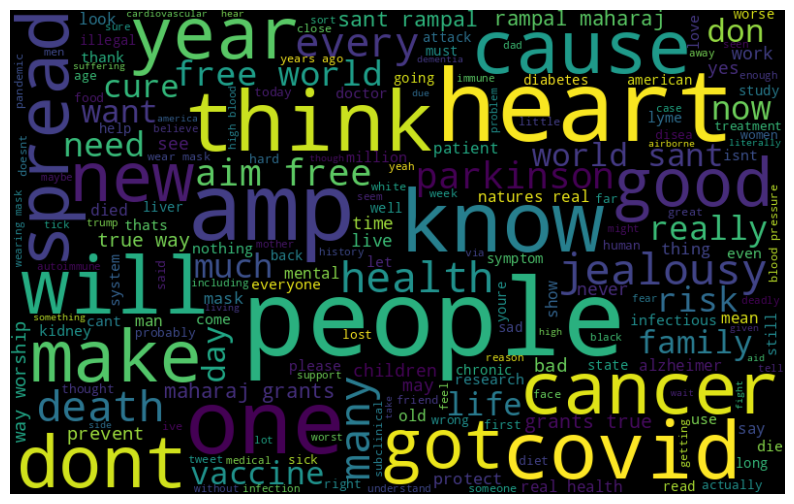 cardiovascular
hear
look
sant rampal
rampal maharaj
worse
pandemic
men
sure
year
close
sort
dad
away
seen
don
illegal
thank
every
attack
must
cause
love
years ago
suffering
dementia
enough
spread
age
cure
free world
going
immune
diabetes
american
work
yes
food
today
doctor
due
study
want
help
america
believe
think
heart
problem
little
case
lyme
disea
treatment
women
literally
now
doesnt
need
see
wear mask
hard
though
million
yeah
patient
airborne
high blood
maybe
new
aim free
white
week
seem
parkinson
world sant
isnt
natures real
far
good
died
liver
amp
well
time
great
might
tick
trump
thats
true way
nothing
mother
history
live
via
know
human
really
even
blood pressure
wearing mask
autoimmune
said
system
back
including
let
symptom
thing
will
much
mental
health
everyone
youre
show
jealousy
never
fear
deadly
something
living
mask
sad
risk
mean
given
still
kidney
cant
man
come
people
lost
high
black
infectious
probably
day
please
reason
family
aid
make
thought
support
children
chronic
bad
state
alzheimer
tell
way worship
maharaj grants
may
research
face
wait
fight
death
side
ive
take
friend
feel
life
cancer
prevent
lot
worst
many
old
wrong
first
grants true
use
say
one
subclinical
getting
die
tweet
sick
got
diet
covid
long
dont
vaccine
medical
right
protect
read
actually
without
infection
understand
someone
real health